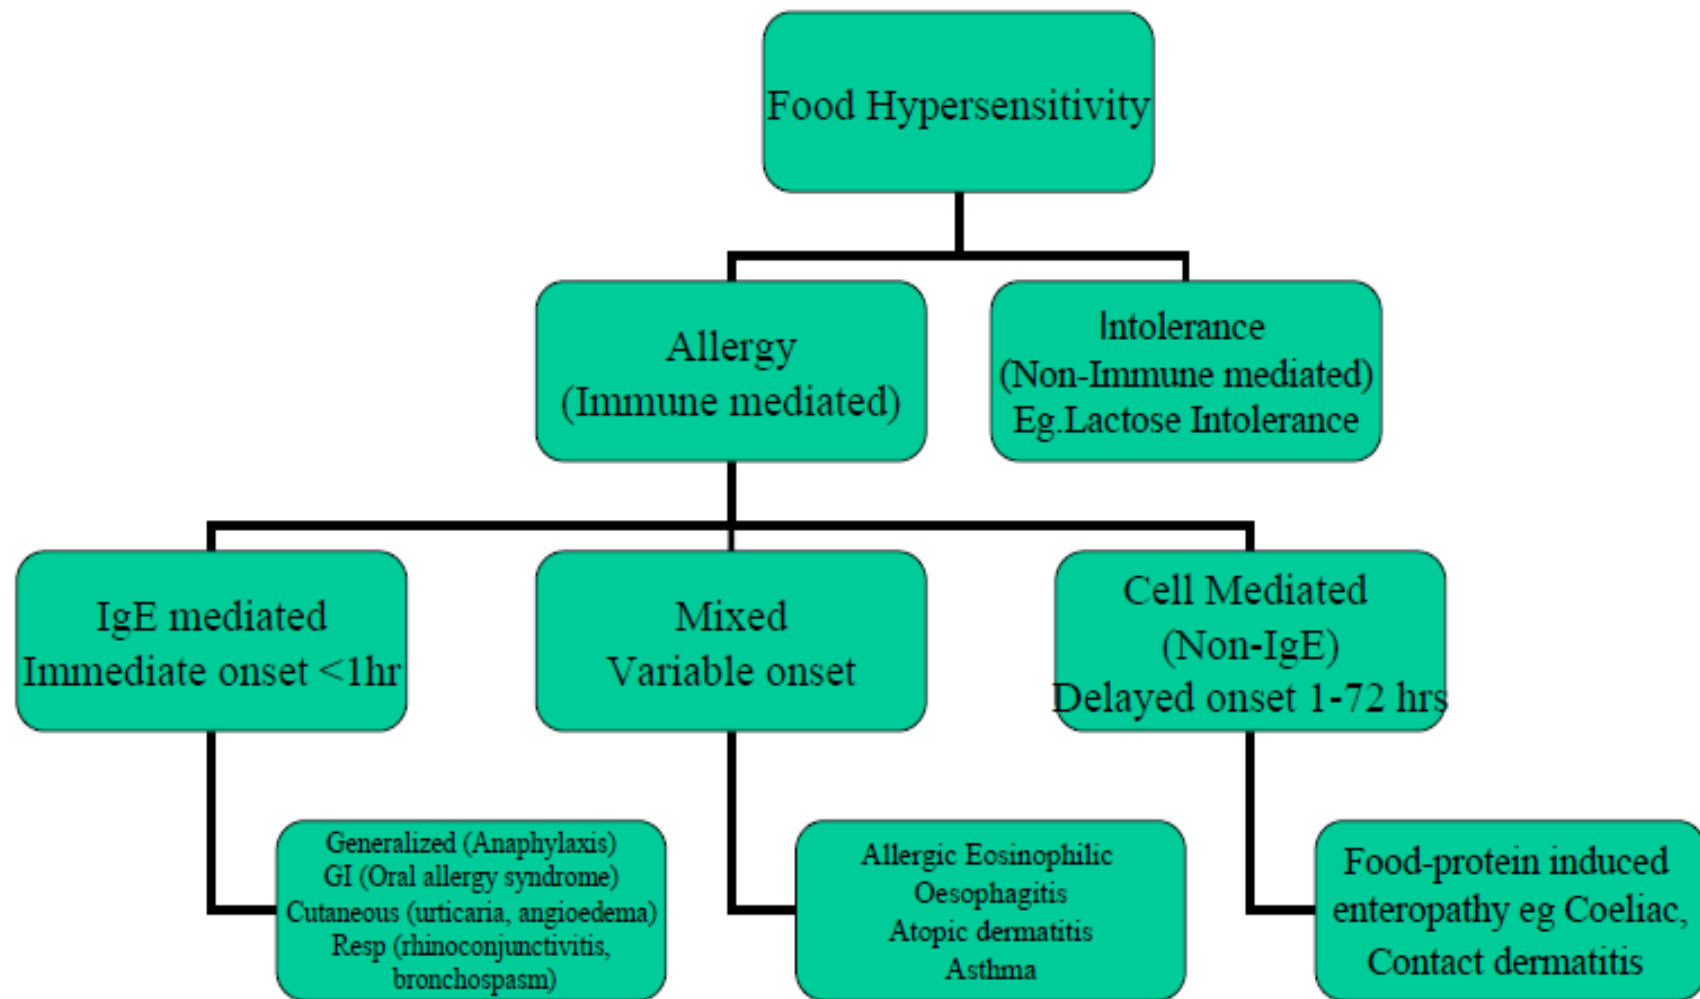 Food Hypersensitivity
Allergy
(Immune mediated)
Intolerance
(Non-Immune mediated)
Eg.Lactose Intolerance
IgE mediated
Immediate onset <1hr
Mixed
Variable onset
Cell Mediated
(Non-IgE)
Delayed onset 1-72 hrs
Generalized (Anaphylaxis)
GI (Oral allergy syndrome)
Cutaneous (urticaria, angioedema)
Resp (rhinoconjunctivitis,
bronchospasm)
Allergic Eosinophilic
Oesophagitis
Atopic dermatitis
Asthma
Food-protein induced
enteropathy eg Coeliac,
Contact dermatitis